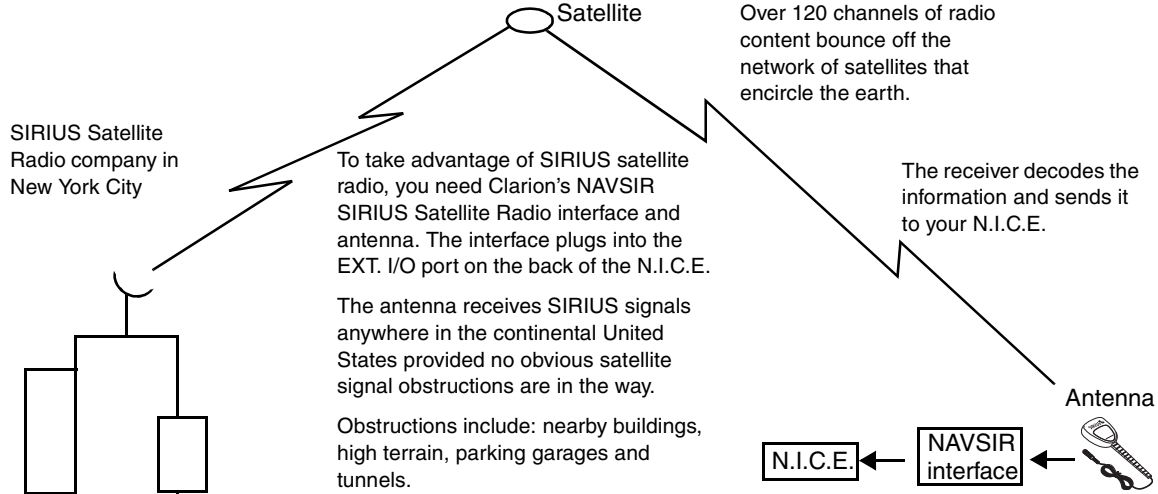 Satellite
Over 120 channels of radio
content bounce off the
network of satellites that
encircle the earth.
SIRIUS Satellite
Radio company in
New York City
To take advantage of SIRIUS satellite
radio, you need Clarion's NAVSIR
SIRIUS Satellite Radio interface and
antenna. The interface plugs into the
EXT. I/O port on the back of the N.I.C.E.
The antenna receives SIRIUS signals
anywhere in the continental United
States provided no obvious satellite
signal obstructions are in the way.
Obstructions include: nearby buildings,
high terrain, parking garages and
tunnels.
The receiver decodes the
information and sends it
to your N.I.C.E.
Antenna
N.I.C.E.
NAVSIR
interface